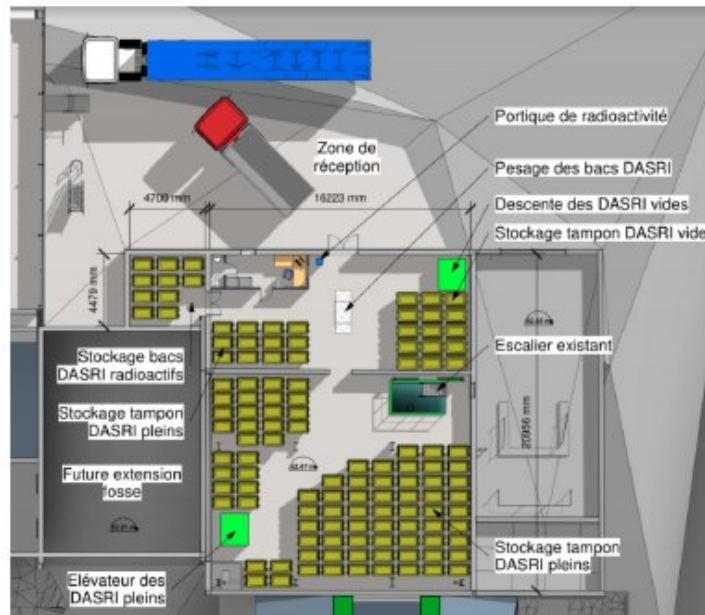 Portique de radioactivité
Zone de
réception
Pesage des bacs DASRI
4709 mm
16223 mm
Descente des DASRI vides
Stockage tampon DASRI vide
4479 mm
Stockage bacs
DASRI radioactifs
Escalier existant
Stockage tampon
DASRI pleins
20956 mm
Future extension
fosse
Stockage tampon
DASRI pleins
Elévateur des
DASRI pleins